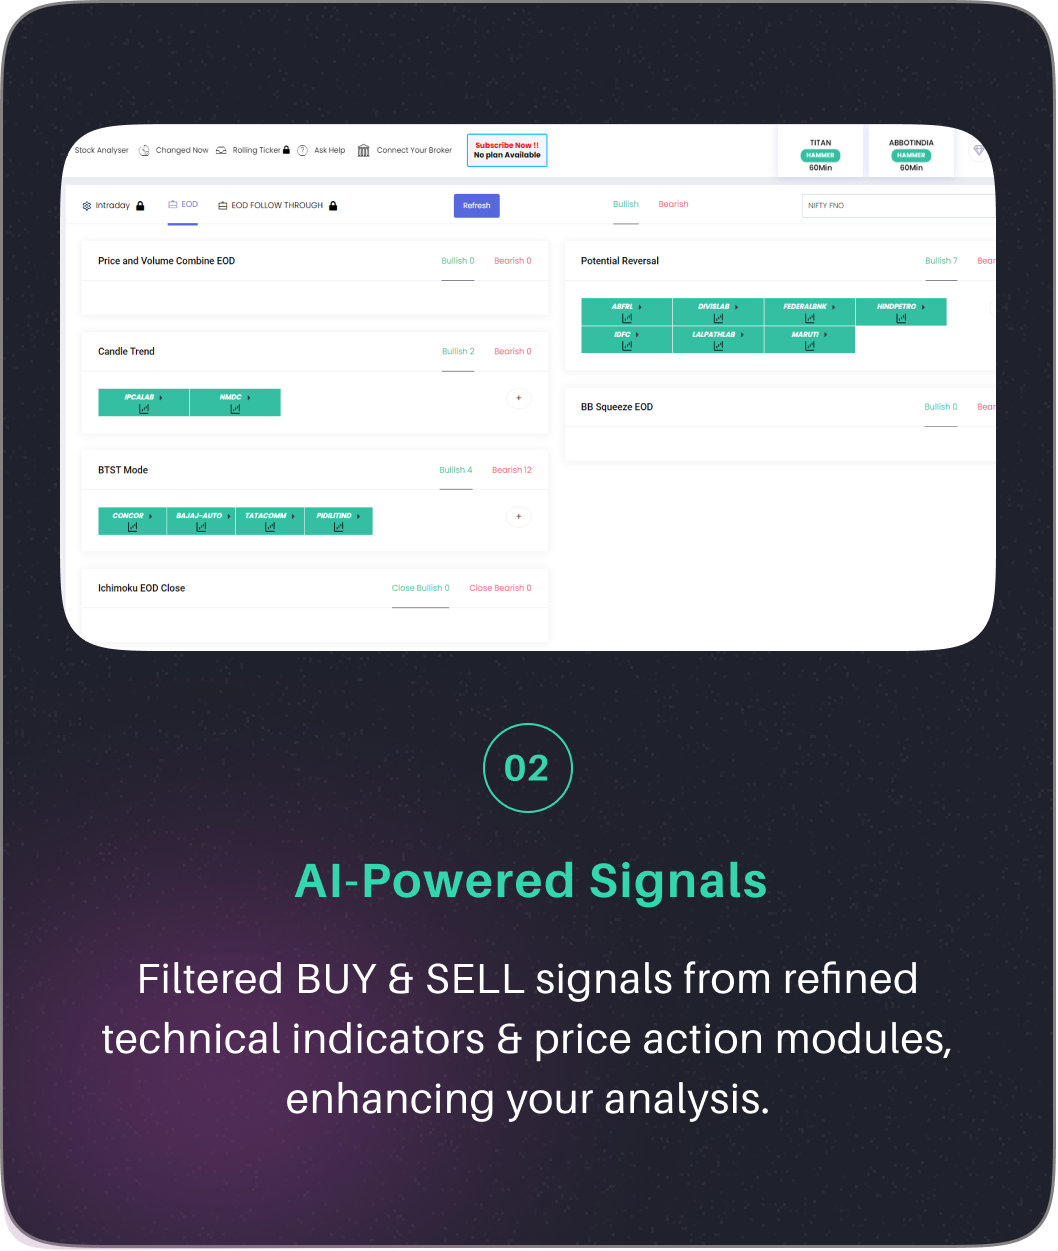 Stock Analyser Changed Now Rolling Ticker Ask Help Connect Your Broker
Subscribe Now !!
No plan Available
TITAN
HAMMER
60Min
ABBOTINDIA
HAMMER
60Min
Intraday EOD EOD FOLLOW THROUGH Refresh Bullish Bearish NIFTY FNO
Price and Volume Combine EOD Bullish 0 Bearish 0
Candle Trend Bullish 2 Bearish 0
IPCALAB NMDC
+
BTST Mode Bullish 4 Bearish 12
CONCOR BAJAJ-AUTO TATACOMM PIDILITIND
+
Ichimoku EOD Close Close Bullish 0 Close Bearish 0
Potential Reversal Bullish 7
ABFRL DIVISLAB FEDERALBNK HINDPETRO
IDFC LALPATHLAB MARUTI
BB Squeeze EOD Bullish 0
02
AI-Powered Signals
Filtered BUY & SELL signals from refined
technical indicators & price action modules,
enhancing your analysis.